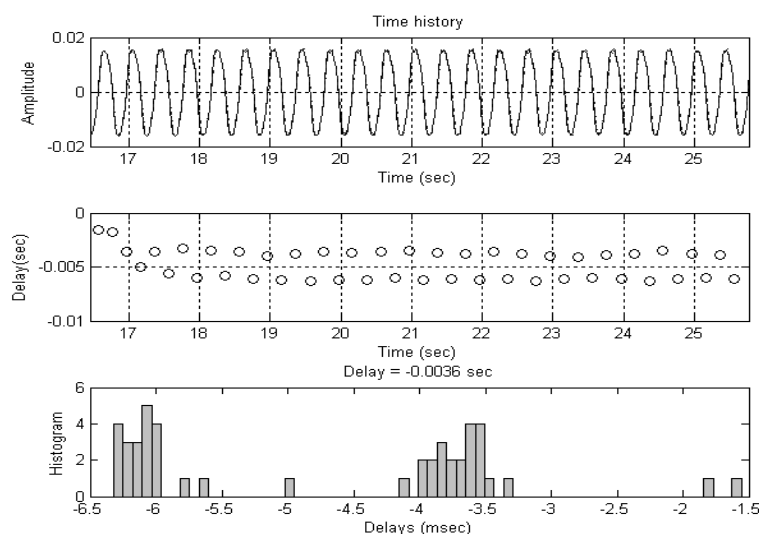 Time history
0.02
0
-0.02
Amplitude
17 18 19 20 21 22 23 24 25
Time (sec)
0
-0.005
-0.01
Delay(sec)
17 18 19 20 21 22 23 24 25
Time (sec)
Delay = -0.0036 sec
6
4
2
0
Histogram
-6.5 -6 -5.5 -5 -4.5 -4 -3.5 -3 -2.5 -2 -1.5
Delays (msec)